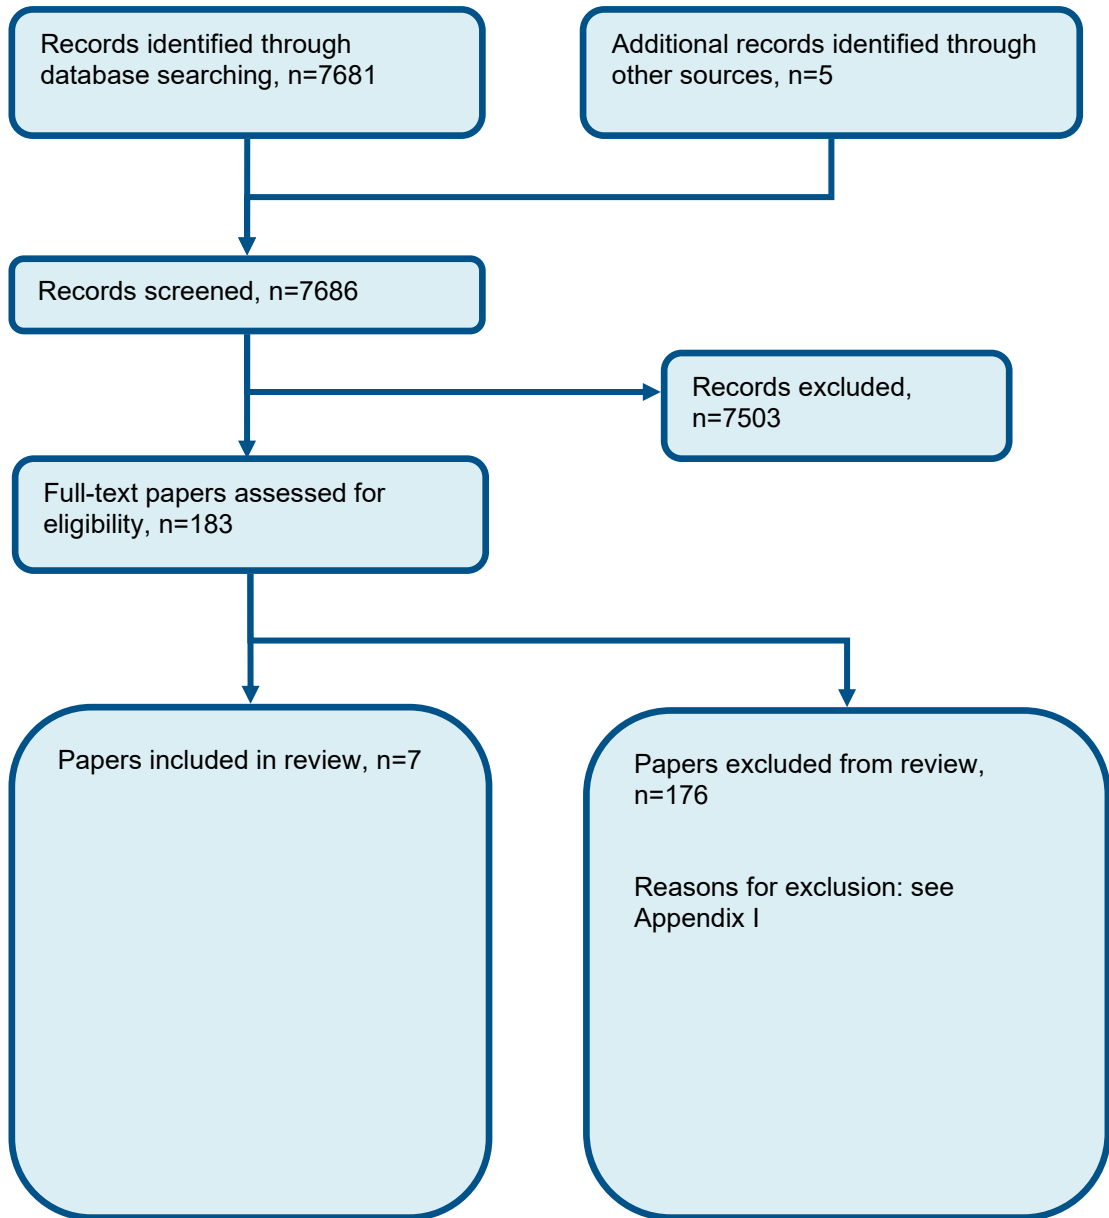 Records identified through
database searching, n=7681
Additional records identified through
other sources, n=5
Records screened, n=7686
Records excluded,
n=7503
Full-text papers assessed for
eligibility, n=183
Papers included in review, n=7
Papers excluded from review,
n=176
Reasons for exclusion: see
Appendix I